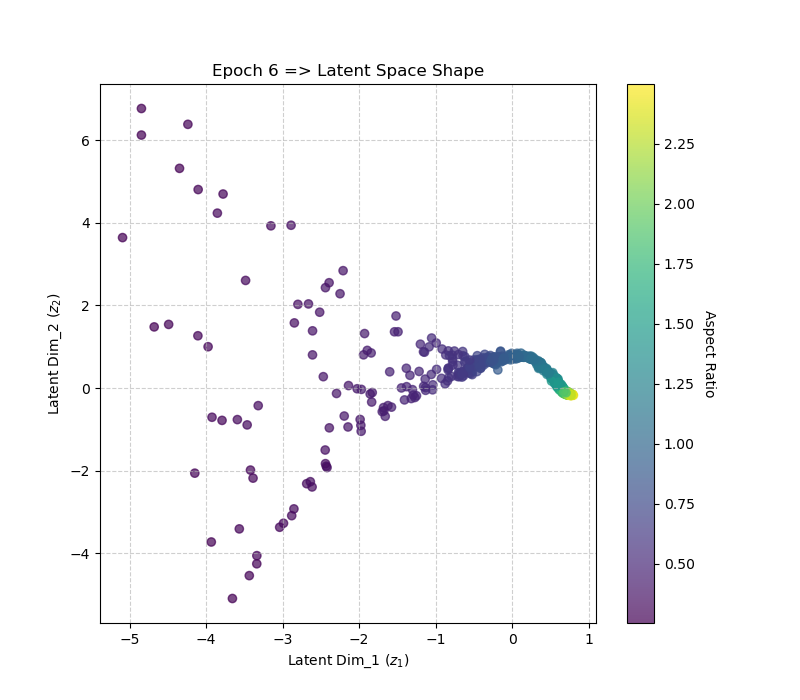 Epoch 6 => Latent Space Shape
6
4
2
0
−2
−4
Latent Dim_2 (z₂)
−5 −4 −3 −2 −1 0 1
Latent Dim_1 (z₁)
2.25
2.00
1.75
1.50
1.25
1.00
0.75
0.50
Aspect Ratio